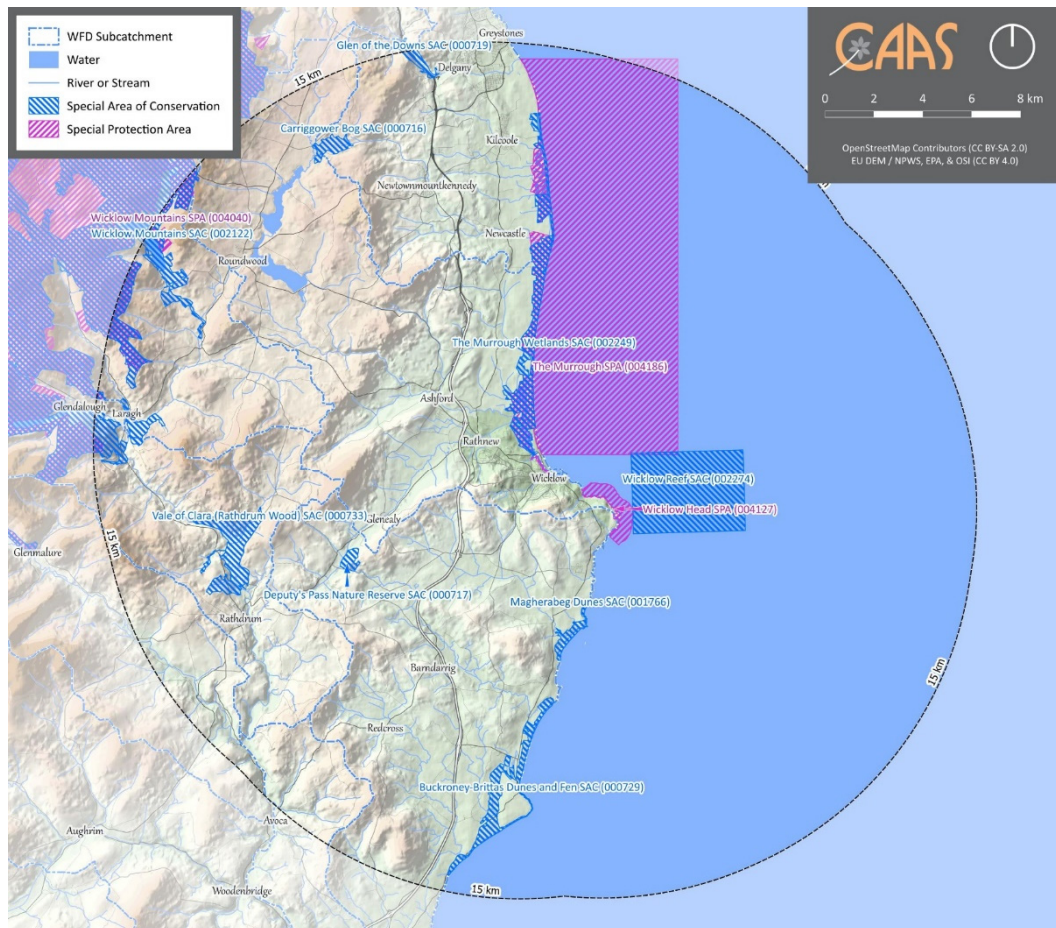 WFD Subcatchment
Water
River or Stream
Special Area of Conservation
Special Protection Area
CAAS
0 2 4 6 8 km
OpenStreetMap Contributors (CC BY-SA 2.0)
EU DEM / NPWS, EPA, & OSI (CC BY 4.0)
Greystones
Glen of the Downs SAC (000719)
Delgany
15 km
Carriggower Bog SAC (000716)
Kilcoole
Newtownmountkennedy
Wicklow Mountains SPA (004040)
Wicklow Mountains SAC (002122)
Newcastle
Roundwood
The Murrough Wetlands SAC (002249)
The Murrough SPA (004186)
Ashford
Glendalough
Laragh
Rathnew
Wicklow
Wicklow Reef SAC (002274)
Wicklow Head SPA (004127)
Vale of Clara (Rathdrum Wood) SAC (000733)
Glenealy
Glenmalure
15 km
Deputy's Pass Nature Reserve SAC (000717)
Magherabeg Dunes SAC (001766)
Rathdrum
Barndarrig
15 km
Redcross
Buckroney-Brittas Dunes and Fen SAC (000729)
Avoca
Aughrim
Woodenbridge
15 km